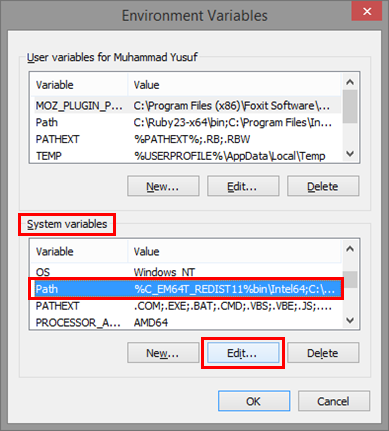 Environment Variables
User variables for Muhammad Yusuf
Variable Value
MOZ_PLUGIN_P... C:\Program Files (x86)\Foxit Software\...
Path C:\Ruby23-x64\bin;C:\Program Files\In...
PATHEXT %PATHEXT%;.RB;.RBW
TEMP %USERPROFILE%\AppData\Local\Temp
New... Edit... Delete
System variables
Variable Value
OS Windows_NT
Path %C_EM64T_REDIST11%bin\Intel64;C:\...
PATHEXT .COM;.EXE;.BAT;.CMD;.VBS;.VBE;.JS;....
PROCESSOR_A... AMD64
New... Edit... Delete
OK Cancel